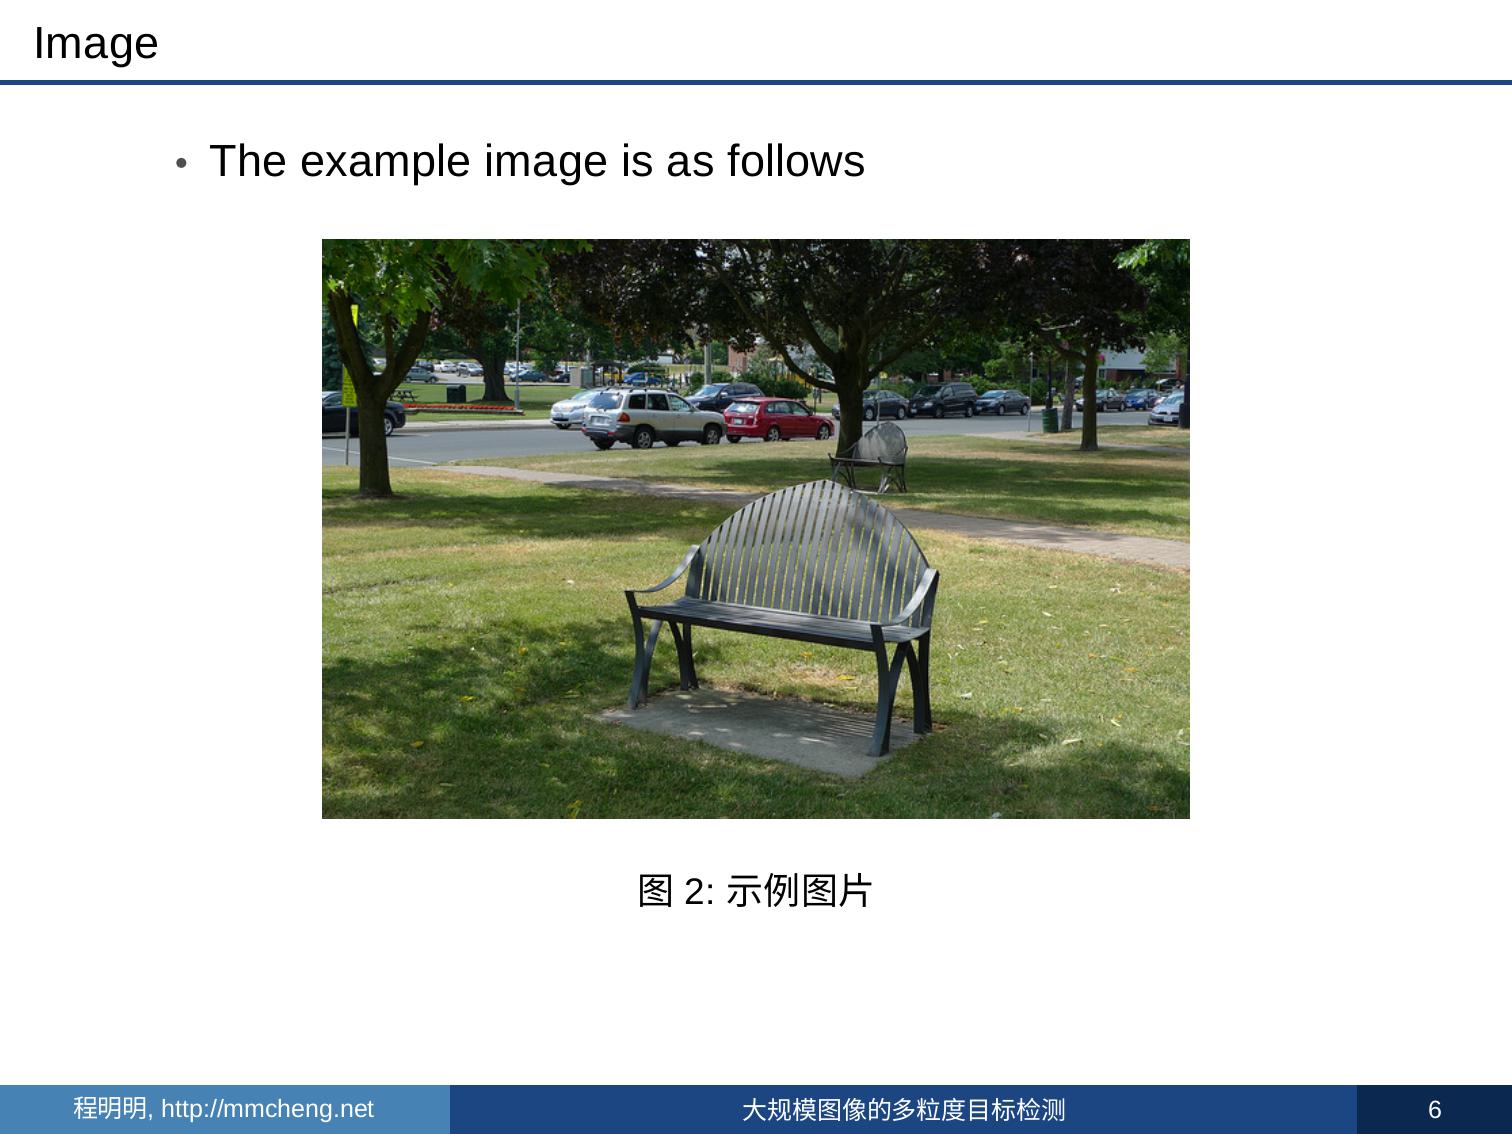 Image
• The example image is as follows
图 2: 示例图片
程明明, http://mmcheng.net
大规模图像的多粒度目标检测
6